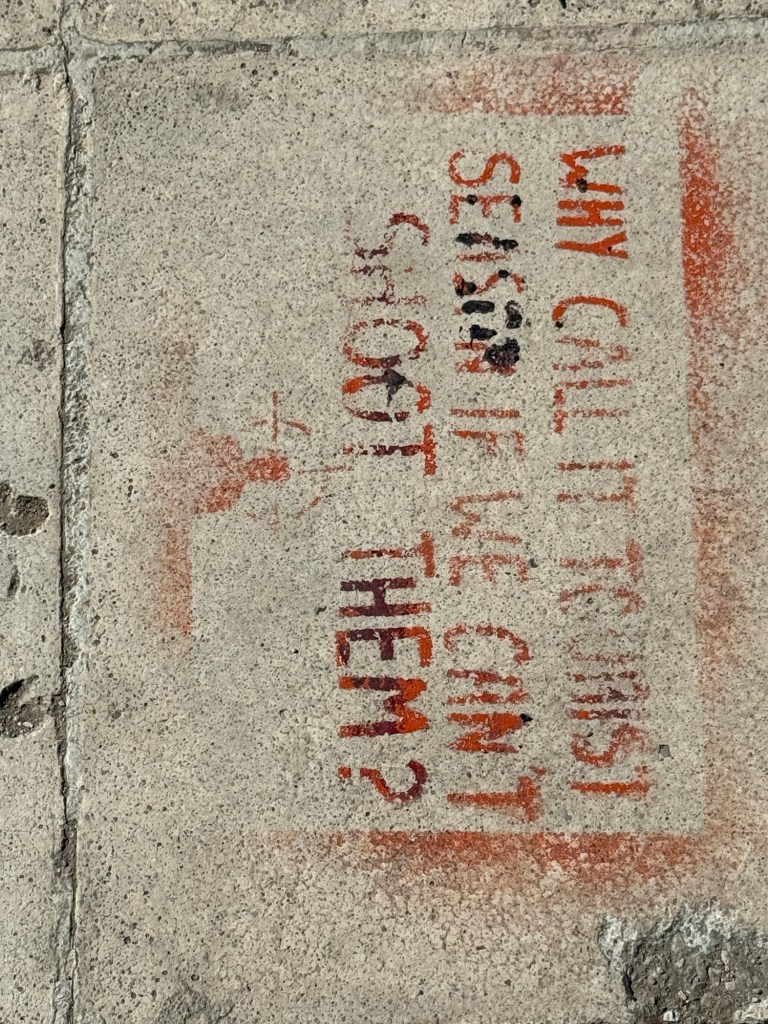 WHY CALL IT TOURIST
SEASON IF WE CAN'T
SHOOT THEM?